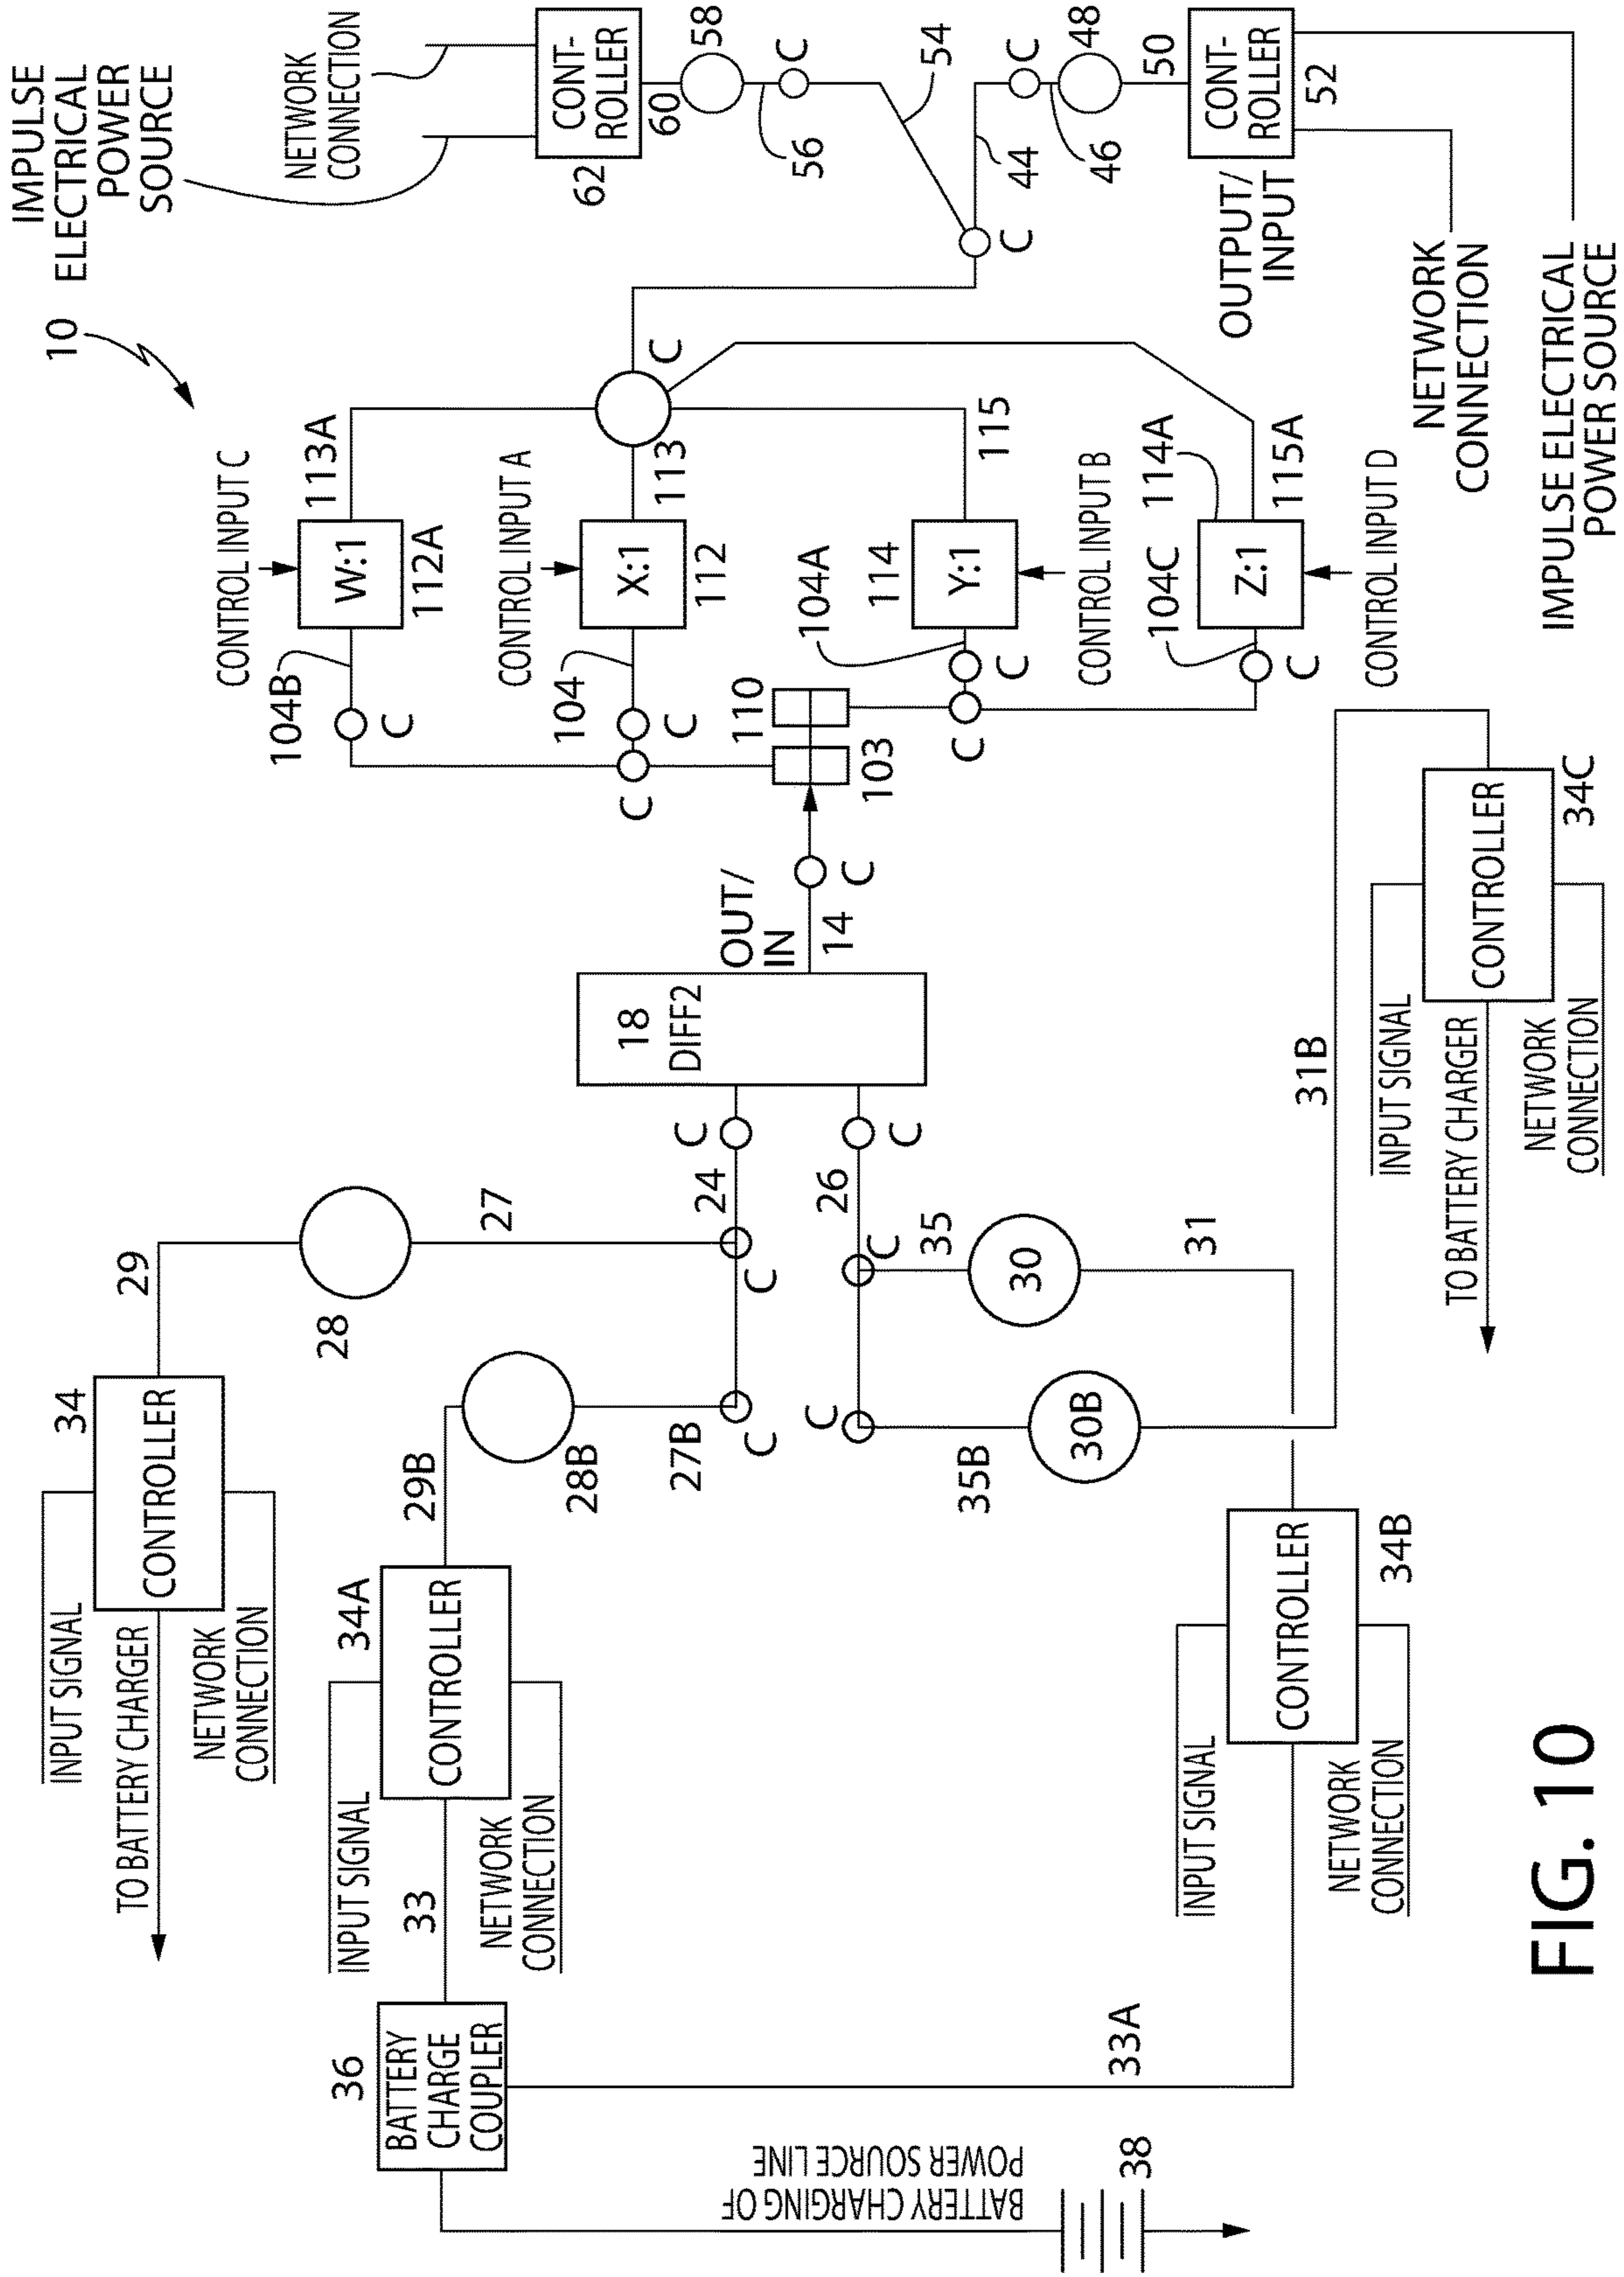 IMPULSE
ELECTRICAL
POWER
SOURCE
10
NETWORK
CONNECTION
CONT-
ROLLER
62
60
58
56
C
54
C
44
C
46
48
50
CONT-
ROLLER
52
OUTPUT/
INPUT
NETWORK
CONNECTION
IMPULSE ELECTRICAL
POWER SOURCE
CONTROL INPUT C
104B
C
W:1
112A
113A
CONTROL INPUT A
104
C
C
X:1
112
113
C
110
103
104A
C
C
114
Y:1
115
CONTROL INPUT B
104C
C
Z:1
114A
115A
CONTROL INPUT D
OUT/
IN
14
C
18
DIFF2
C
24
C
26
C
29
28
27
C
29B
28B
27B
C
C
35
30
31
35B
30B
31B
34
CONTROLLER
INPUT SIGNAL
TO BATTERY CHARGER
NETWORK
CONNECTION
34A
CONTROLLER
INPUT SIGNAL
33
NETWORK
CONNECTION
34B
CONTROLLER
INPUT SIGNAL
NETWORK
CONNECTION
34C
CONTROLLER
INPUT SIGNAL
TO BATTERY CHARGER
NETWORK
CONNECTION
36
BATTERY
CHARGE
COUPLER
33A
BATTERY CHARGING OF
POWER SOURCE LINE
38
FIG. 10